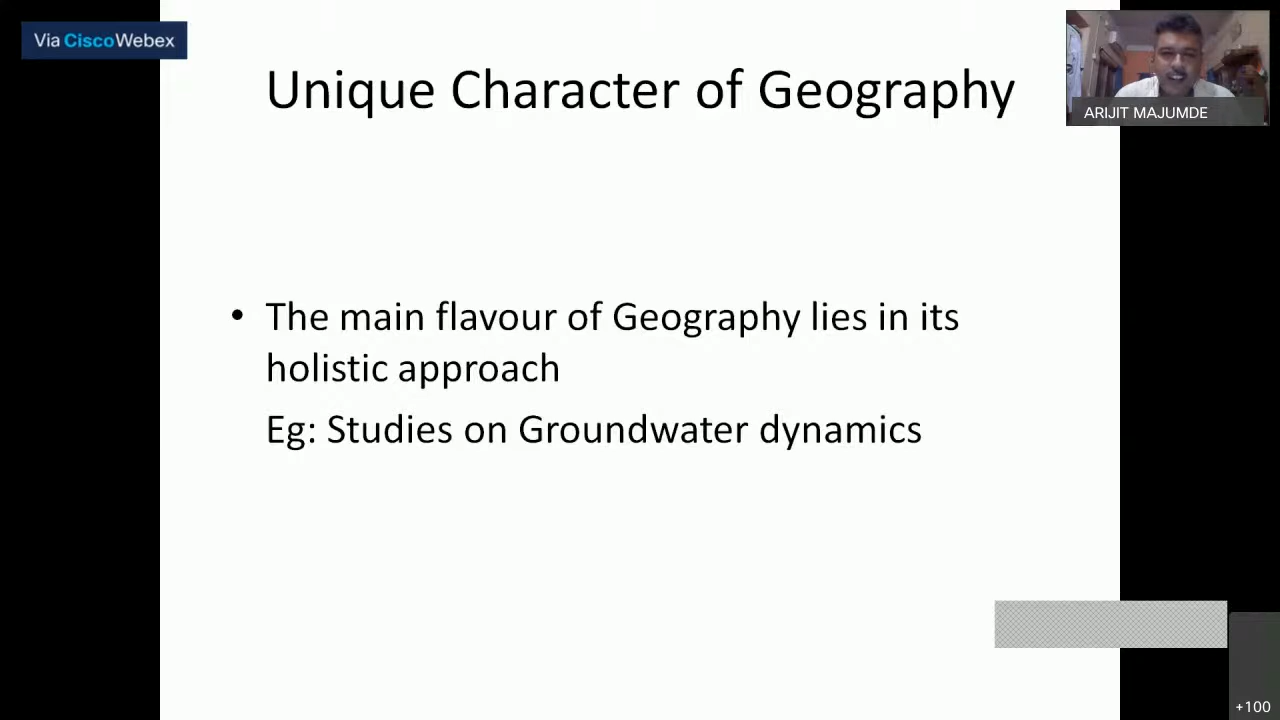 Via CiscoWebex
Unique Character of Geography
ARIJIT MAJUMDE
• The main flavour of Geography lies in its
holistic approach
Eg: Studies on Groundwater dynamics
+100